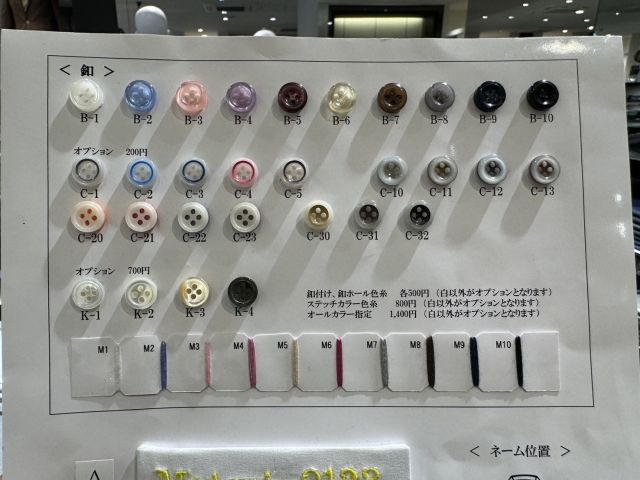 < 釦 >
B-1 B-2 B-3 B-4 B-5 B-6 B-7 B-8 B-9 B-10
オプション 200円
C-1 C-2 C-3 C-4 C-5 C-10 C-11 C-12 C-13
C-20 C-21 C-22 C-23 C-30 C-31 C-32
オプション 700円
K-1 K-2 K-3 K-4
釦付け、釦ホール色糸 各500円 (白以外がオプションとなります)
ステッチカラー色糸 800円 (白以外がオプションとなります)
オールカラー指定 1,400円 (白以外がオプションとなります)
M1 M2 M3 M4 M5 M6 M7 M8 M9 M10
< ネーム位置 >
A